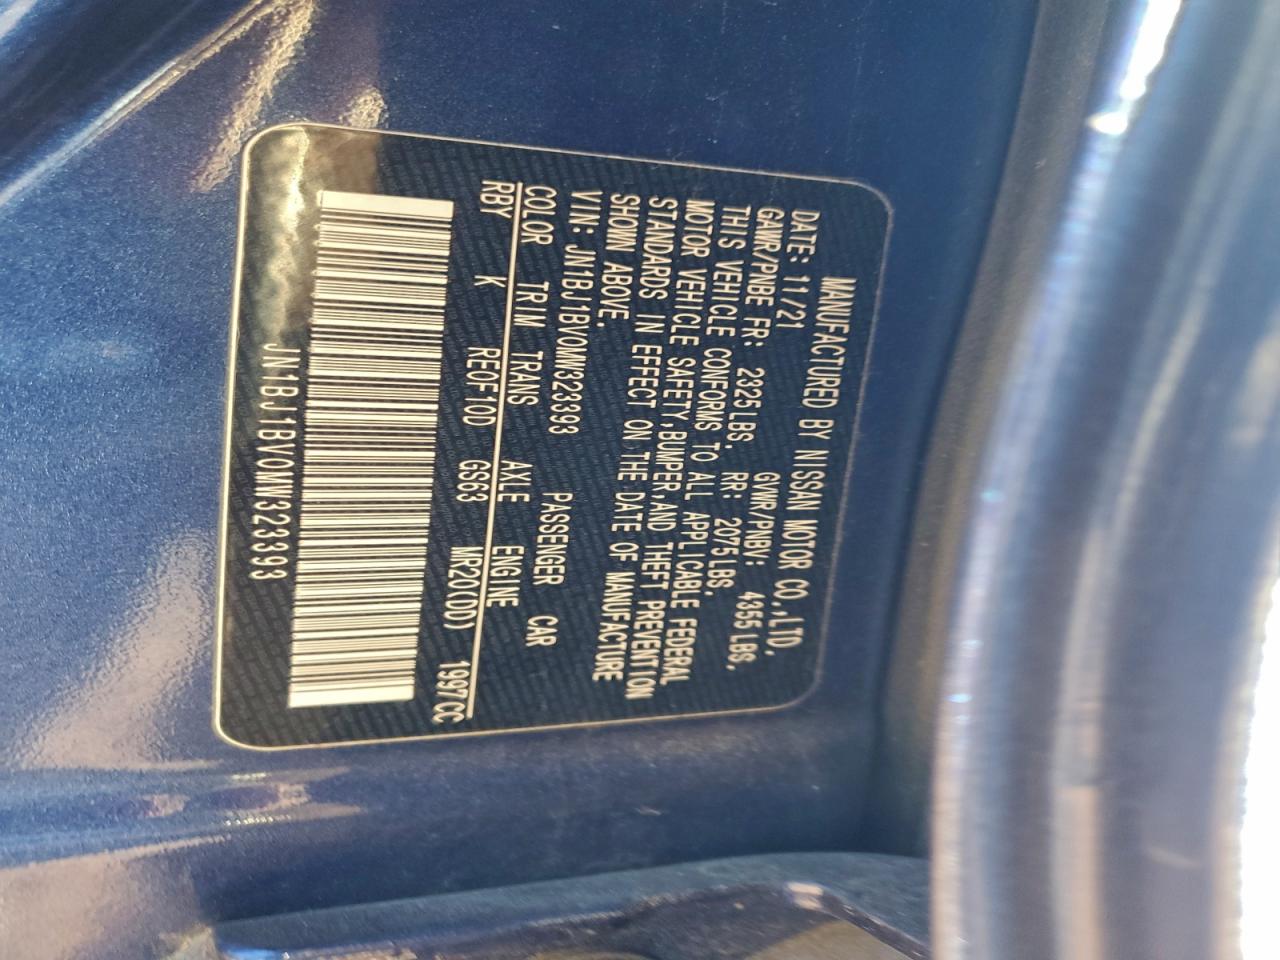 MANUFACTURED BY NISSAN MOTOR CO.,LTD.
DATE: 11/21 GVWR/PNBV: 4355LBS.
GAWR/PNBE FR: 2325LBS. RR: 2075LBS.
THIS VEHICLE CONFORMS TO ALL APPLICABLE FEDERAL
MOTOR VEHICLE SAFETY,BUMPER,AND THEFT PREVENTION
STANDARDS IN EFFECT ON THE DATE OF MANUFACTURE
SHOWN ABOVE.
VIN: JN1BJ1BV0MW323393 PASSENGER CAR
COLOR TRIM TRANS AXLE ENGINE
RBY K RE0F10D GS63 MR20(DD) 1997CC
JN1BJ1BV0MW323393